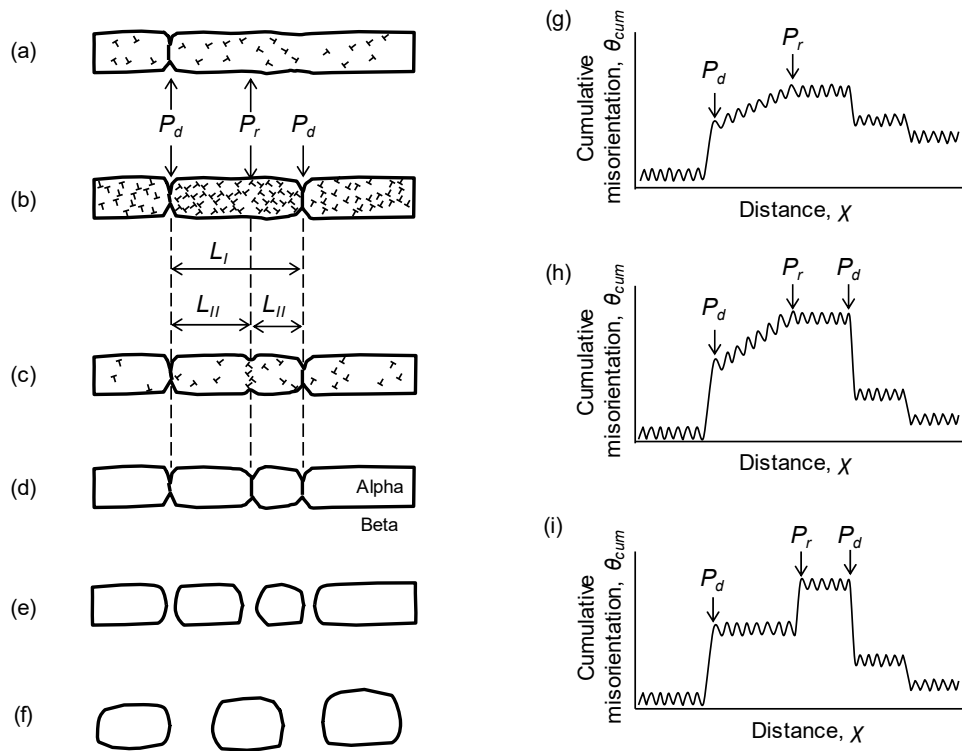 (a)
P_d P_r P_d
(b)
L_I
L_II L_II
(c)
(d)
Alpha
Beta
(e)
(f)
(g)
Cumulative
misorientation, θ_cum
P_d
P_r
Distance, χ
(h)
Cumulative
misorientation, θ_cum
P_d
P_r P_d
Distance, χ
(i)
Cumulative
misorientation, θ_cum
P_d
P_r P_d
Distance, χ